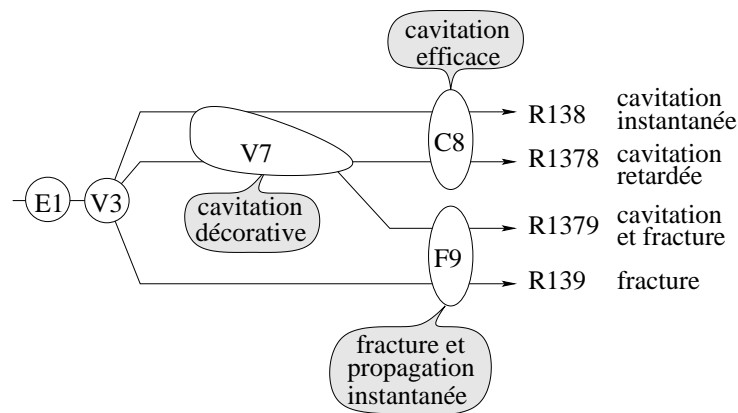 cavitation
efficace
R138
cavitation
instantanée
C8
V7
R1378
cavitation
retardée
E1
V3
cavitation
décorative
R1379
cavitation
et fracture
F9
R139
fracture
fracture et
propagation
instantanée